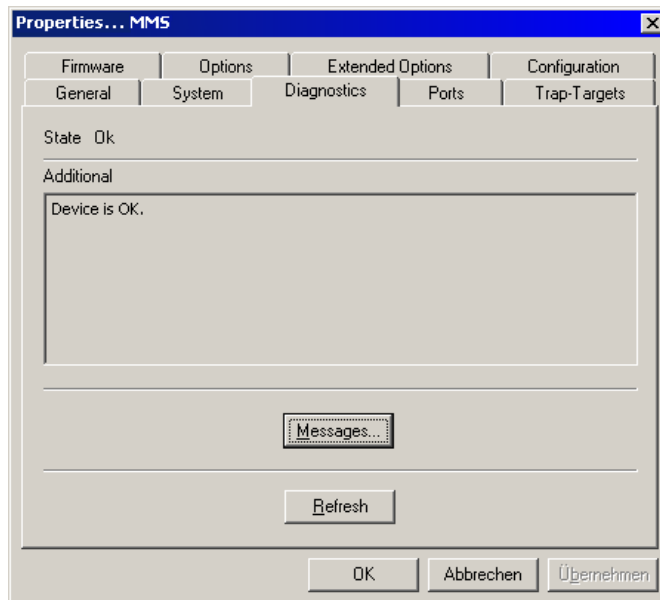 Properties... MMS
Firmware Options Extended Options Configuration
General System Diagnostics Ports Trap-Targets
State Ok
Additional
Device is OK.
Messages...
Refresh
OK Abbrechen Übernehmen